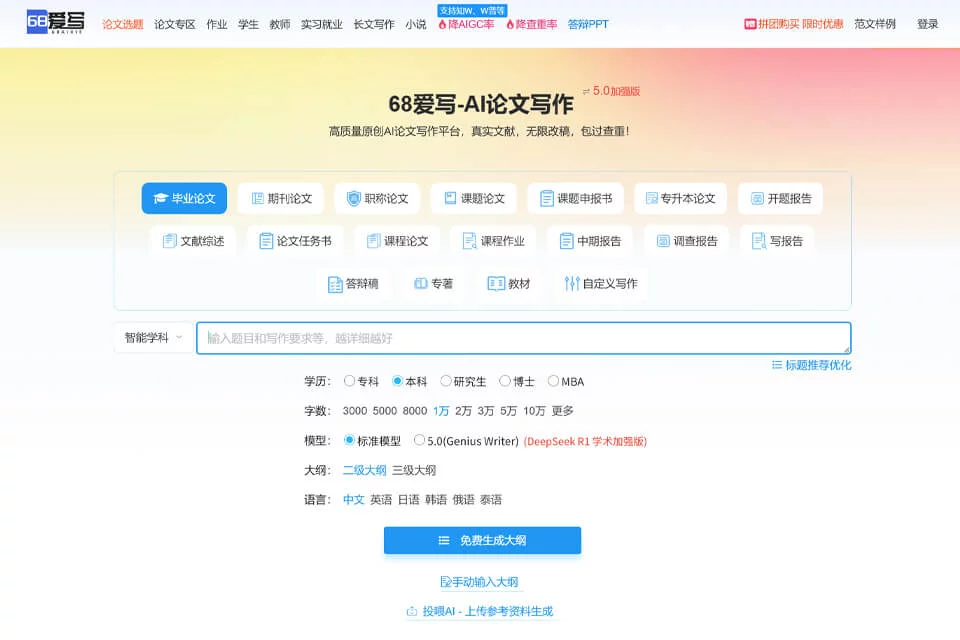 支持知W、W普等
68爱写 论文选题 论文专区 作业 学生 教师 实习就业 长文写作 小说 降AIGC率 降查重率 答辩PPT 拼团购买 限时优惠 范文样例 登录
68爱写-AI论文写作 5.0加强版
高质量原创AI论文写作平台，真实文献，无限改稿，包过查重！
毕业论文 期刊论文 职称论文 课题论文 课题申报书 专升本论文 开题报告
文献综述 论文任务书 课程论文 课程作业 中期报告 调查报告 写报告
答辩稿 专著 教材 自定义写作
智能学科 输入题目和写作要求等，越详细越好
标题推荐优化
学历： 专科 本科 研究生 博士 MBA
字数： 3000 5000 8000 1万 2万 3万 5万 10万 更多
模型： 标准模型 5.0(Genius Writer) (DeepSeek R1 学术加强版)
大纲： 二级大纲 三级大纲
语言： 中文 英语 日语 韩语 俄语 泰语
免费生成大纲
手动输入大纲
投喂AI - 上传参考资料生成